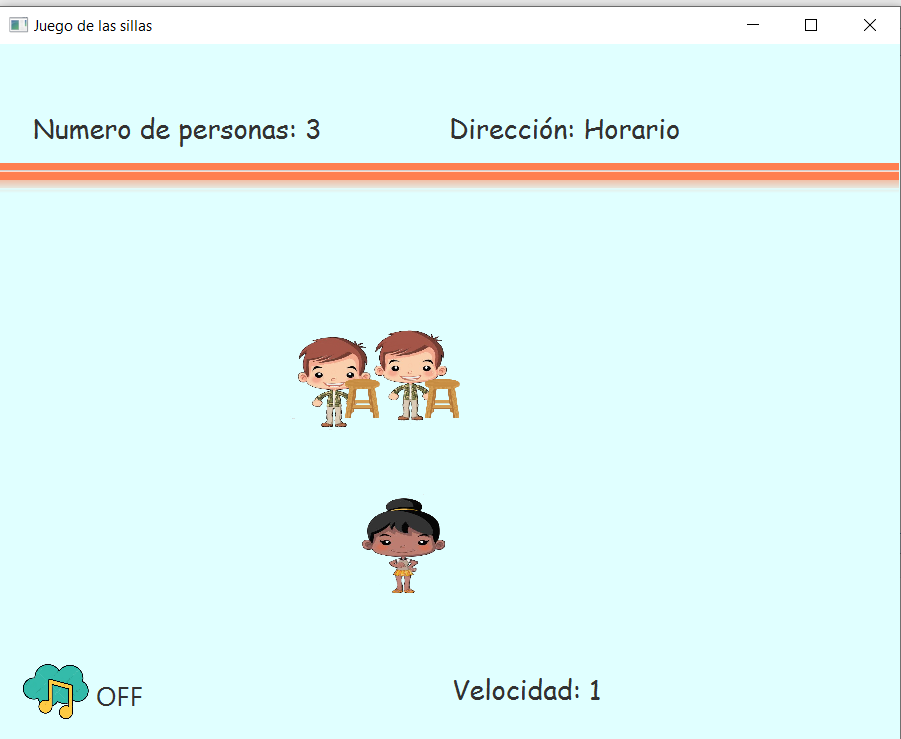 Juego de las sillas
Numero de personas: 3
Dirección: Horario
OFF
Velocidad: 1